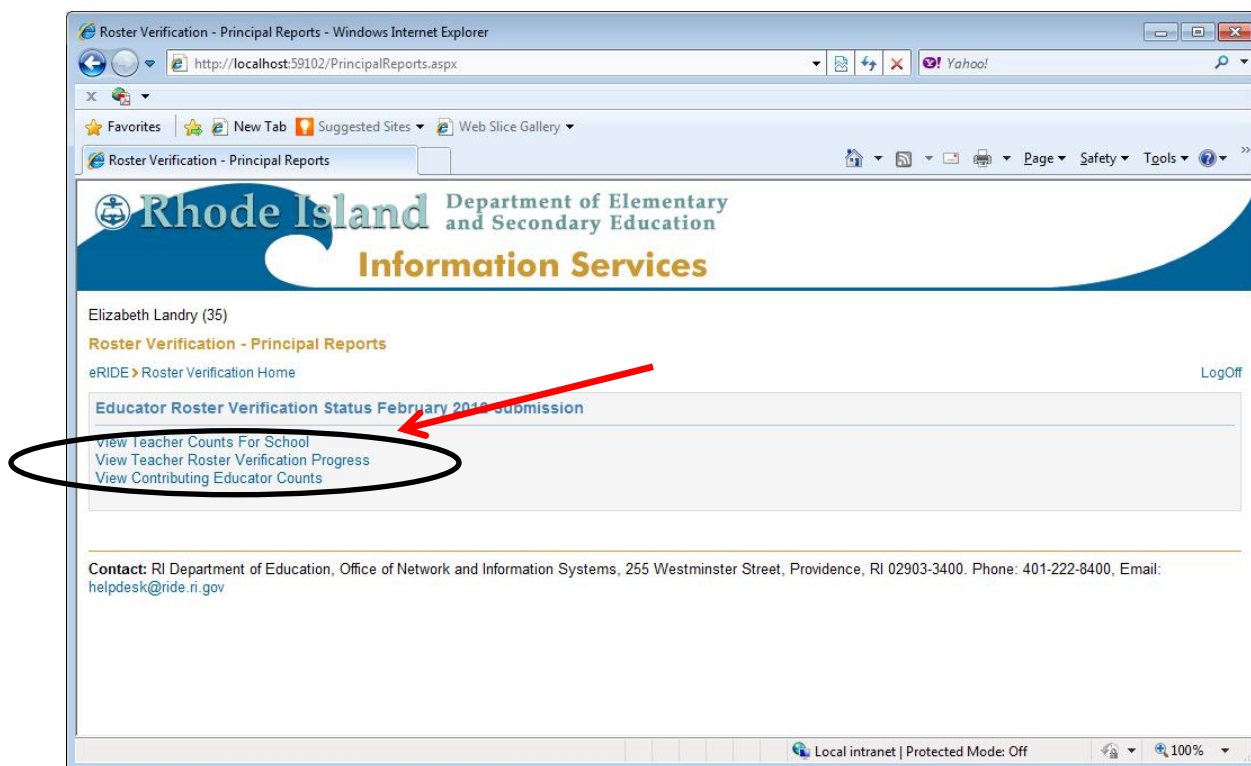 Roster Verification - Principal Reports - Windows Internet Explorer
http://localhost:59102/PrincipalReports.aspx
Yahoo!
x
Favorites New Tab Suggested Sites Web Slice Gallery
Roster Verification - Principal Reports
Page Safety Tools »
Rhode Island Department of Elementary
and Secondary Education
Information Services
Elizabeth Landry (35)
Roster Verification - Principal Reports
eRIDE > Roster Verification Home LogOff
Educator Roster Verification Status February Submission
View Teacher Counts For School
View Teacher Roster Verification Progress
View Contributing Educator Counts
Contact: RI Department of Education, Office of Network and Information Systems, 255 Westminster Street, Providence, RI 02903-3400. Phone: 401-222-8400, Email:
helpdesk@ride.ri.gov
Local intranet | Protected Mode: Off 100%